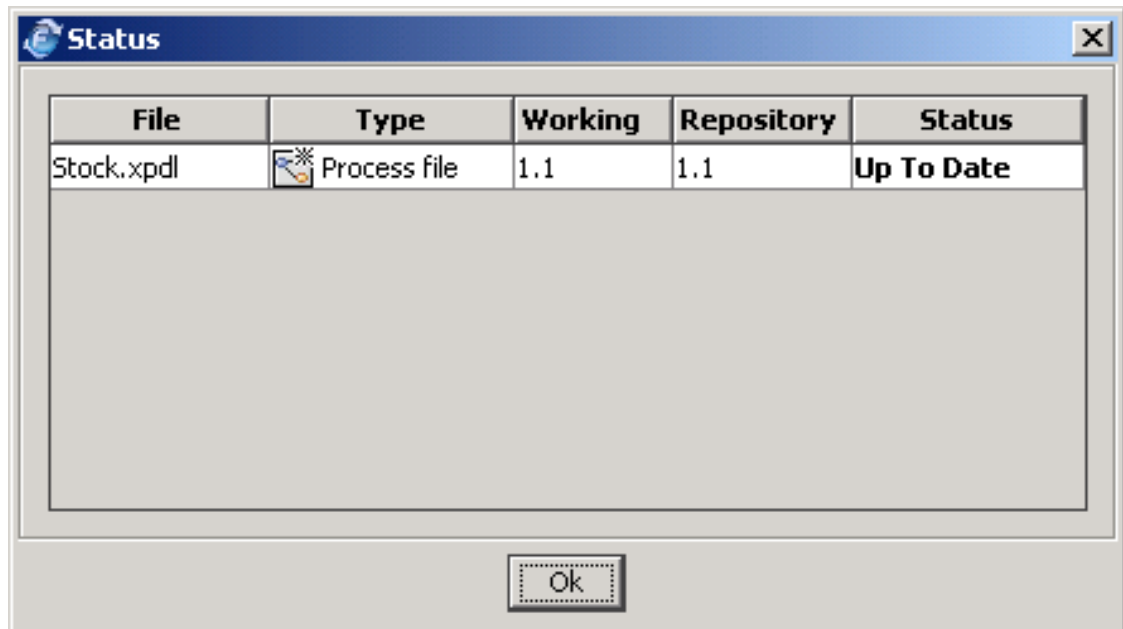 Status
File Type Working Repository Status
Stock.xpdl Process file 1.1 1.1 Up To Date
Ok